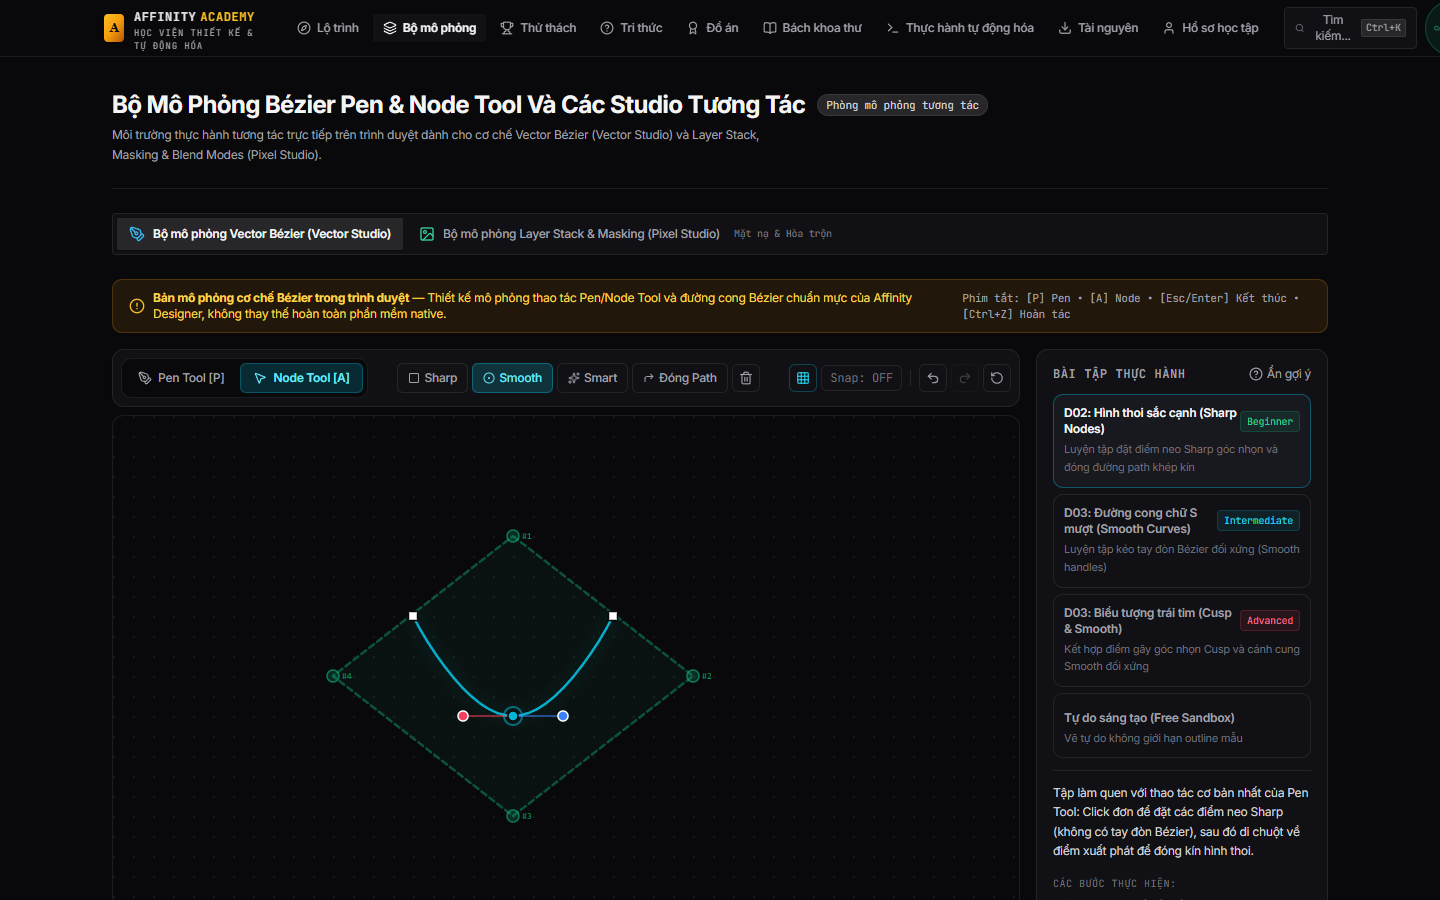 A
AFFINITY ACADEMY
HỌC VIỆN THIẾT KẾ &
TỰ ĐỘNG HÓA
Lộ trình
Bộ mô phỏng
Thử thách
Tri thức
Đồ án
Bách khoa thư
Thực hành tự động hóa
Tài nguyên
Hồ sơ học tập
Tìm kiếm...
Ctrl+K
Bộ Mô Phỏng Bézier Pen & Node Tool Và Các Studio Tương Tác
Phòng mô phỏng tương tác
Môi trường thực hành tương tác trực tiếp trên trình duyệt dành cho cơ chế Vector Bézier (Vector Studio) và Layer Stack,
Masking & Blend Modes (Pixel Studio).
Bộ mô phỏng Vector Bézier (Vector Studio)
Bộ mô phỏng Layer Stack & Masking (Pixel Studio)
Mặt nạ & Hòa trộn
Bản mô phỏng cơ chế Bézier trong trình duyệt — Thiết kế mô phỏng thao tác Pen/Node Tool và đường cong Bézier chuẩn mực của Affinity
Designer, không thay thế hoàn toàn phần mềm native.
Phím tắt: [P] Pen • [A] Node • [Esc/Enter] Kết thúc •
[Ctrl+Z] Hoàn tác
Pen Tool [P]
Node Tool [A]
Sharp
Smooth
Smart
Đóng Path
Snap: OFF
#1
#2
#3
#4
BÀI TẬP THỰC HÀNH
Ẩn gợi ý
D02: Hình thoi sắc cạnh (Sharp
Nodes)
Beginner
Luyện tập đặt điểm neo Sharp góc nhọn và
đóng đường path khép kín
D03: Đường cong chữ S
mượt (Smooth Curves)
Intermediate
Luyện tập kéo tay đòn Bézier đối xứng (Smooth
handles)
D03: Biểu tượng trái tim (Cusp
& Smooth)
Advanced
Kết hợp điểm gãy góc nhọn Cusp và cánh cung
Smooth đối xứng
Tự do sáng tạo (Free Sandbox)
Vẽ tự do không giới hạn outline mẫu
Tập làm quen với thao tác cơ bản nhất của Pen
Tool: Click đơn để đặt các điểm neo Sharp
(không có tay đòn Bézier), sau đó di chuột về
điểm xuất phát để đóng kín hình thoi.
CÁC BƯỚC THỰC HIỆN: